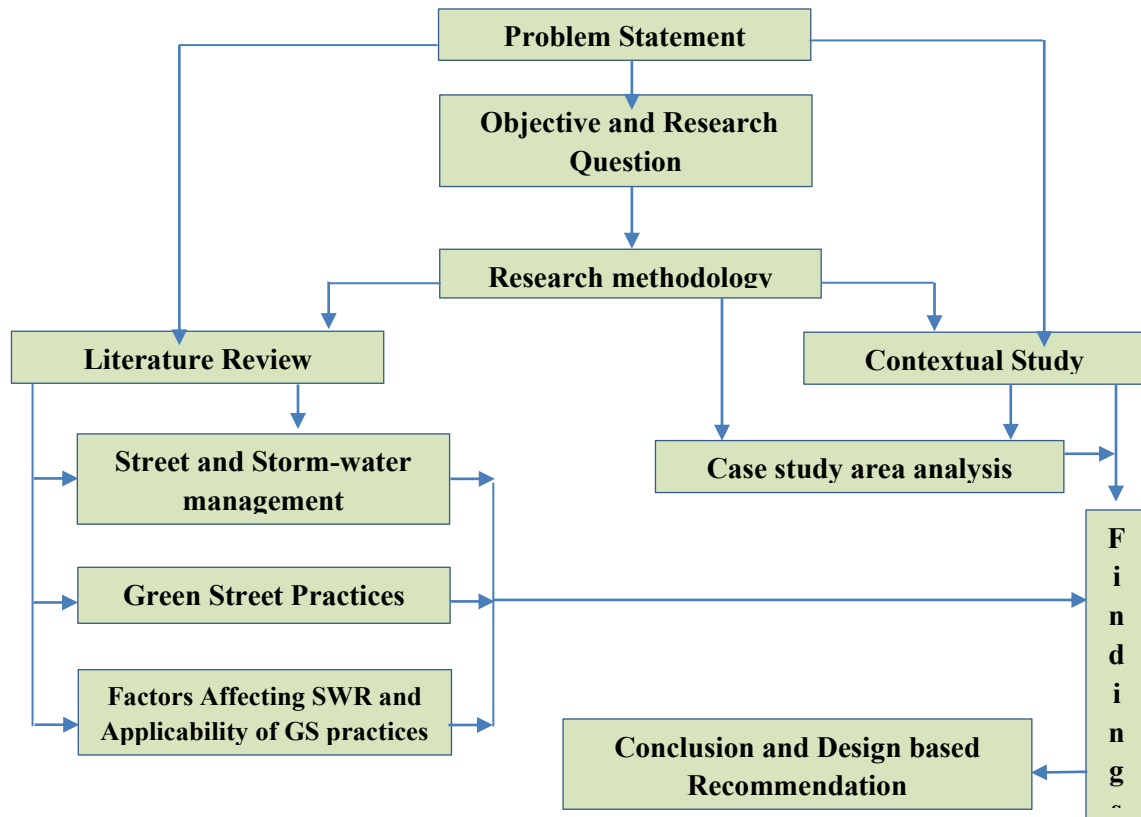 Problem Statement
Objective and Research
Question
Research methodology
Literature Review
Contextual Study
Street and Storm-water
management
Case study area analysis
Green Street Practices
Factors Affecting SWR and
Applicability of GS practices
F
i
n
d
i
n
g
s
Conclusion and Design based
Recommendation